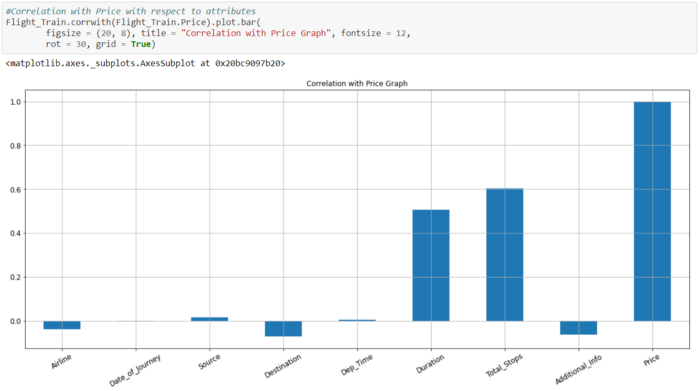 #Correlation with Price with respect to attributes
Flight_Train.corrwith(Flight_Train.Price).plot.bar(
figsize = (20, 8), title = "Correlation with Price Graph", fontsize = 12,
rot = 30, grid = True)
<matplotlib.axes._subplots.AxesSubplot at 0x20bc9097b20>
Correlation with Price Graph
1.0
0.8
0.6
0.4
0.2
0.0
Airline
Date_of_Journey
Source
Destination
Dep_Time
Duration
Total_Stops
Additional_Info
Price